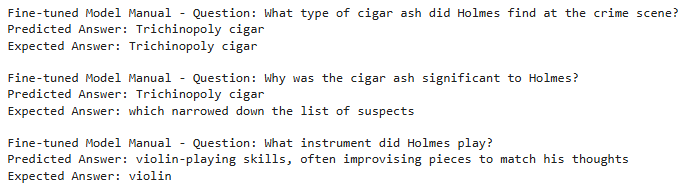 Fine-tuned Model Manual - Question: What type of cigar ash did Holmes find at the crime scene?
Predicted Answer: Trichinopoly cigar
Expected Answer: Trichinopoly cigar
Fine-tuned Model Manual - Question: Why was the cigar ash significant to Holmes?
Predicted Answer: Trichinopoly cigar
Expected Answer: which narrowed down the list of suspects
Fine-tuned Model Manual - Question: What instrument did Holmes play?
Predicted Answer: violin-playing skills, often improvising pieces to match his thoughts
Expected Answer: violin